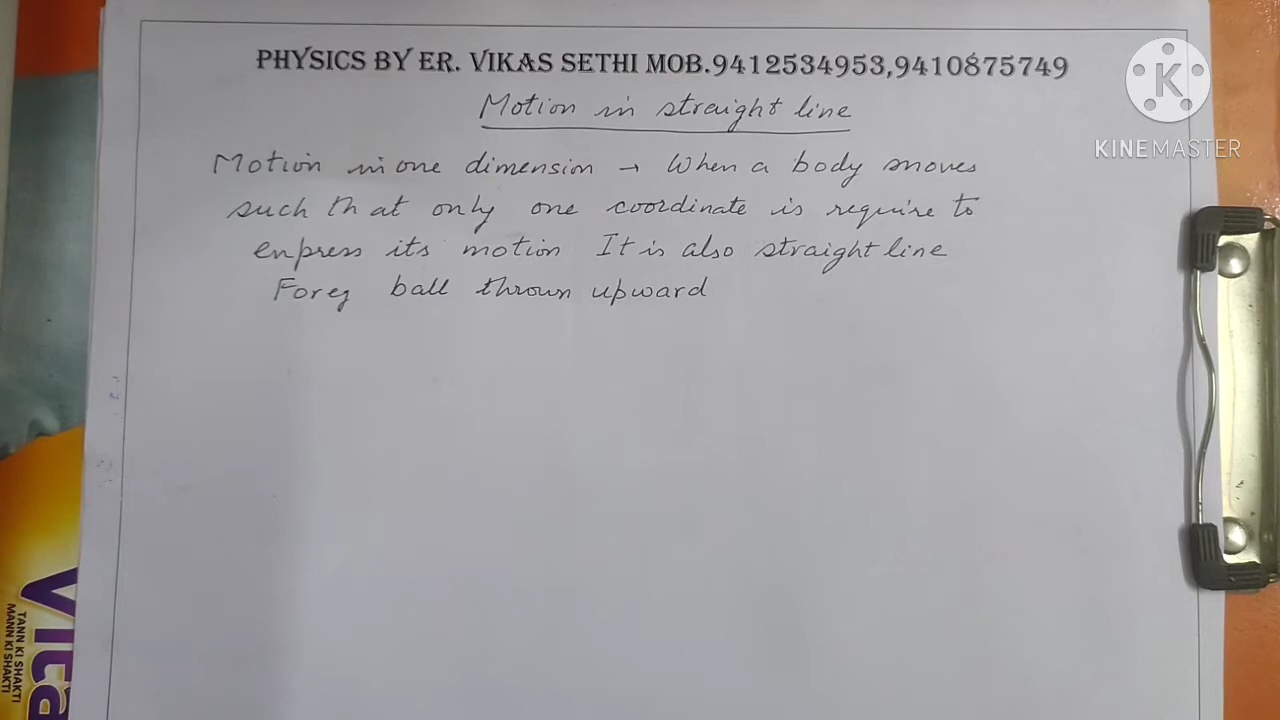 PHYSICS BY ER. VIKAS SETHI MOB.9412534953,9410875749
K
KINEMASTER
Motion in straight line
Motion in one dimension → When a body moves
such that only one coordinate is require to
express its motion It is also straight line
For eg ball thrown upward
Vita
TANN KI SHAKTI
MANN KI SHAKTI